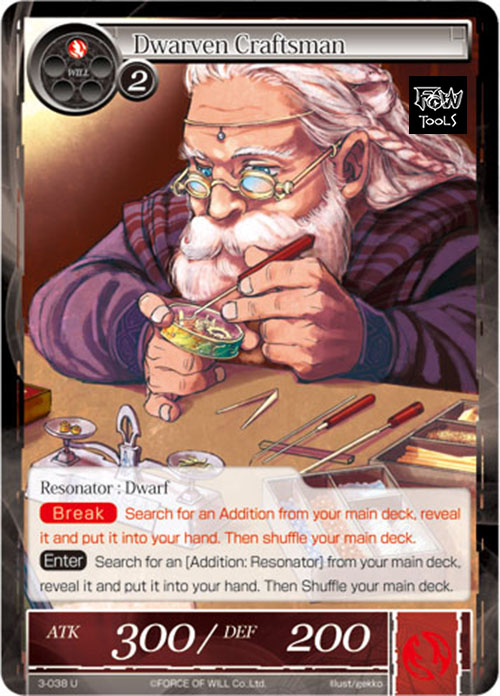 Dwarven Craftsman
WILL
2
FOW
TOOLS
Resonator : Dwarf
Break Search for an Addition from your main deck, reveal
it and put it into your hand. Then shuffle your main deck.
Enter Search for an [Addition: Resonator] from your main deck,
reveal it and put it into your hand. Then Shuffle your main deck.
ATK 300/ DEF 200
3-038 U ©FORCE OF WILL Co.,Ltd. Illust/gekko